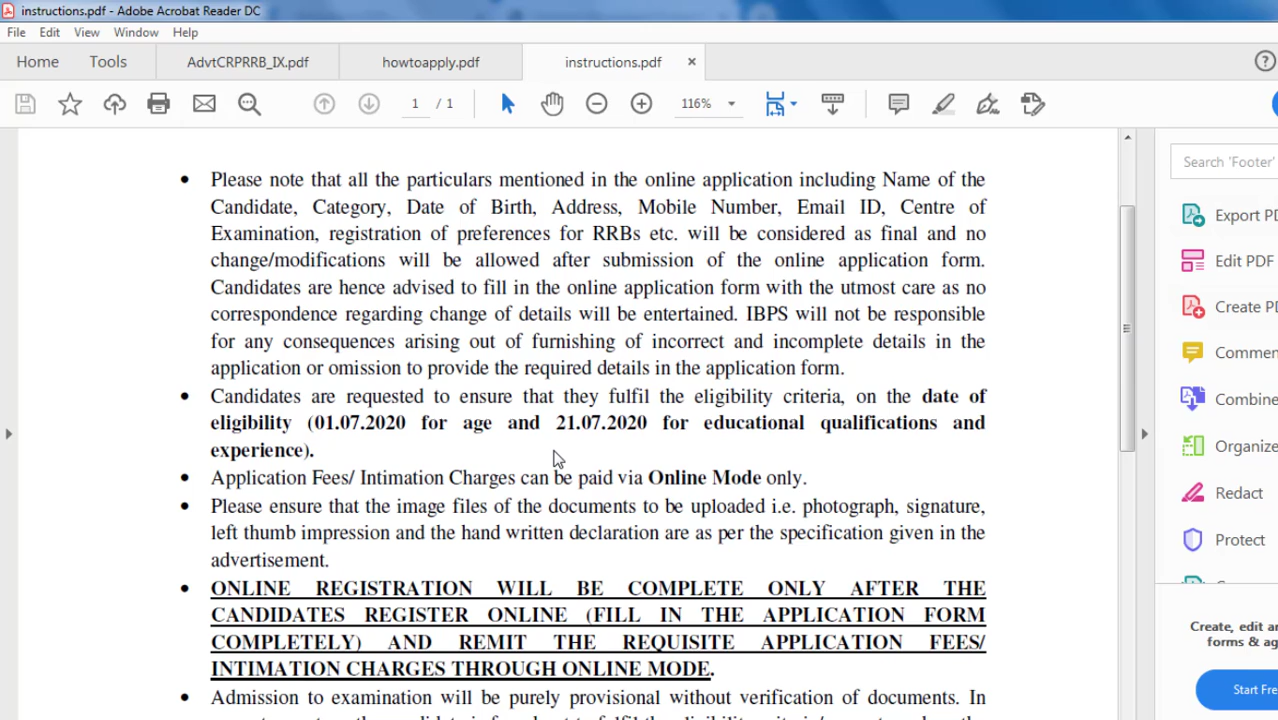 instructions.pdf - Adobe Acrobat Reader DC
File Edit View Window Help
Home Tools AdvtCRPRRB_IX.pdf howtoapply.pdf instructions.pdf ×
1 / 1 116%
• Please note that all the particulars mentioned in the online application including Name of the
Candidate, Category, Date of Birth, Address, Mobile Number, Email ID, Centre of
Examination, registration of preferences for RRBs etc. will be considered as final and no
change/modifications will be allowed after submission of the online application form.
Candidates are hence advised to fill in the online application form with the utmost care as no
correspondence regarding change of details will be entertained. IBPS will not be responsible
for any consequences arising out of furnishing of incorrect and incomplete details in the
application or omission to provide the required details in the application form.
• Candidates are requested to ensure that they fulfil the eligibility criteria, on the date of
eligibility (01.07.2020 for age and 21.07.2020 for educational qualifications and
experience).
• Application Fees/ Intimation Charges can be paid via Online Mode only.
• Please ensure that the image files of the documents to be uploaded i.e. photograph, signature,
left thumb impression and the hand written declaration are as per the specification given in the
advertisement.
• ONLINE REGISTRATION WILL BE COMPLETE ONLY AFTER THE
CANDIDATES REGISTER ONLINE (FILL IN THE APPLICATION FORM
COMPLETELY) AND REMIT THE REQUISITE APPLICATION FEES/
INTIMATION CHARGES THROUGH ONLINE MODE.
• Admission to examination will be purely provisional without verification of documents. In
Search 'Footer'
Export PD
Edit PDF
Create PD
Commen
Combine
Organize
Redact
Protect
Create, edit an
forms & ag
Start Fre